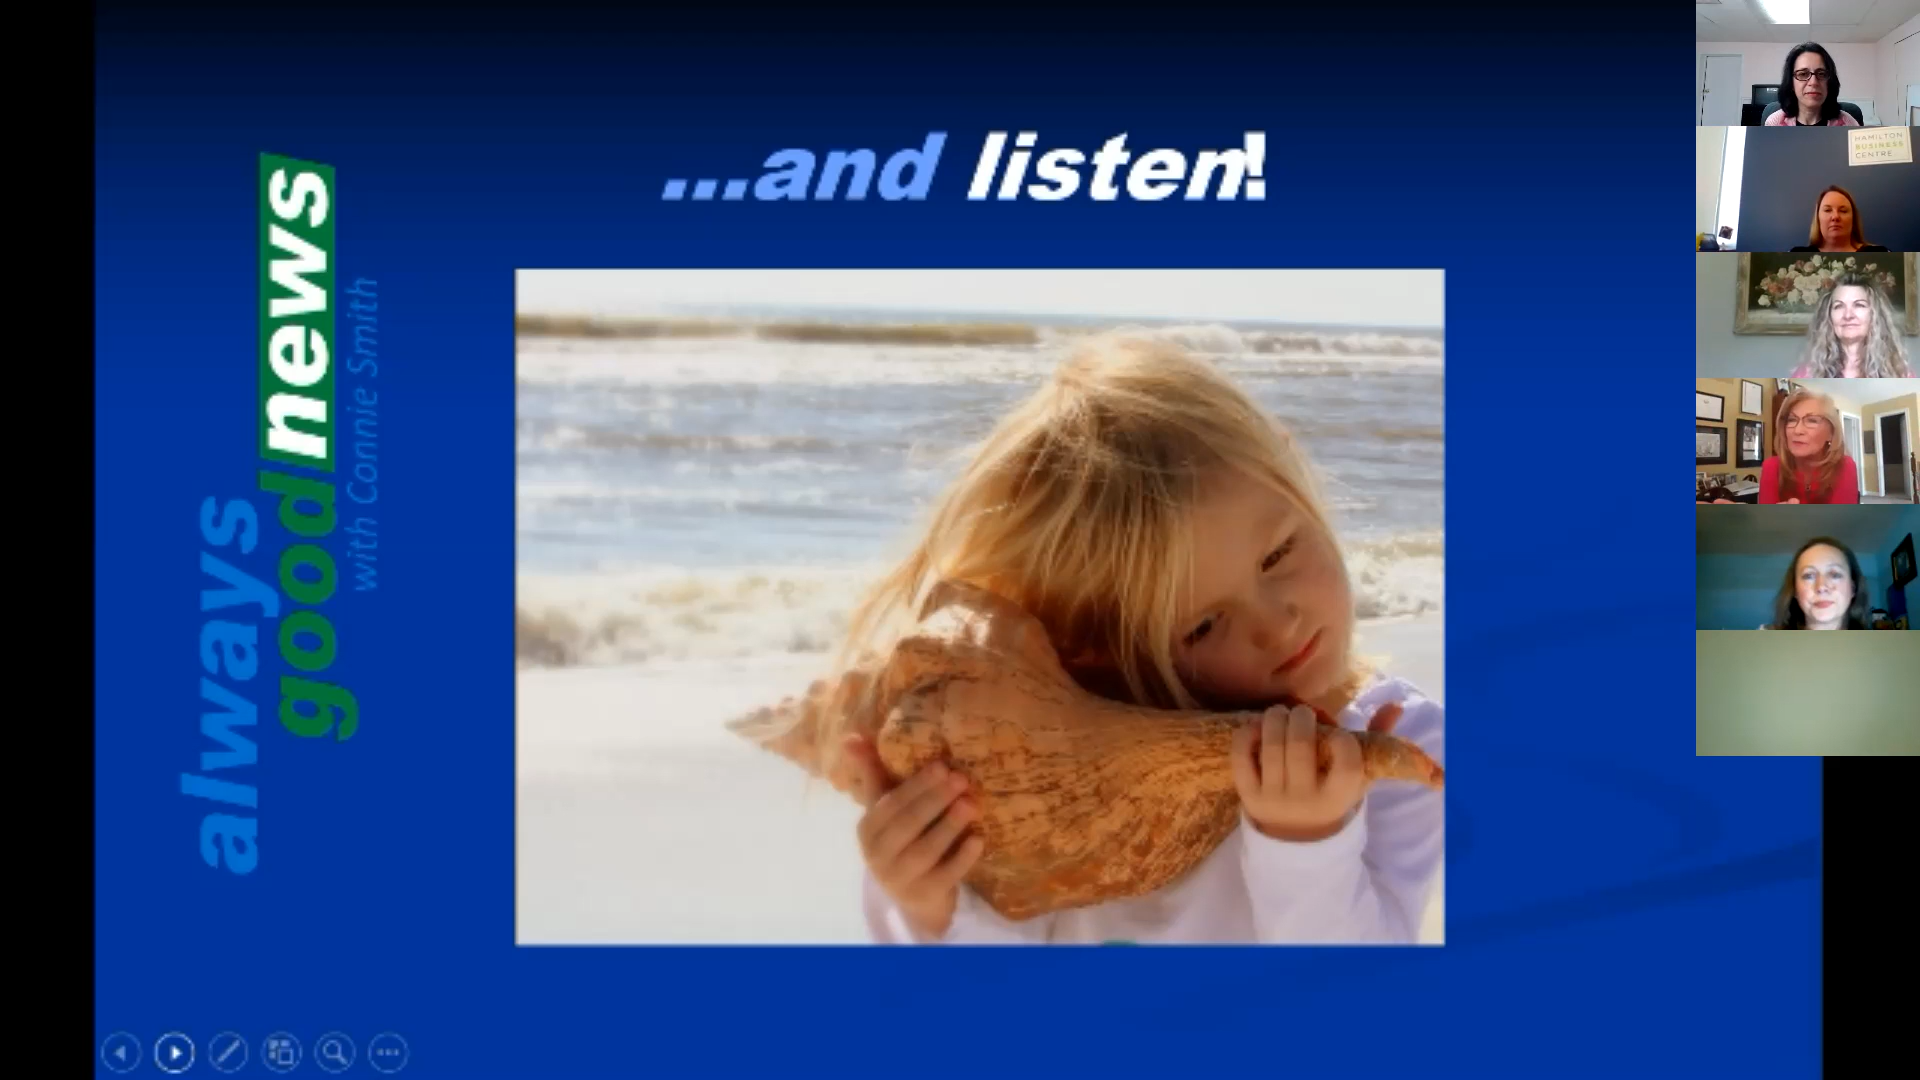 ...and listen!
always
good news
with Connie Smith
HAMILTON
BUSINESS
CENTRE